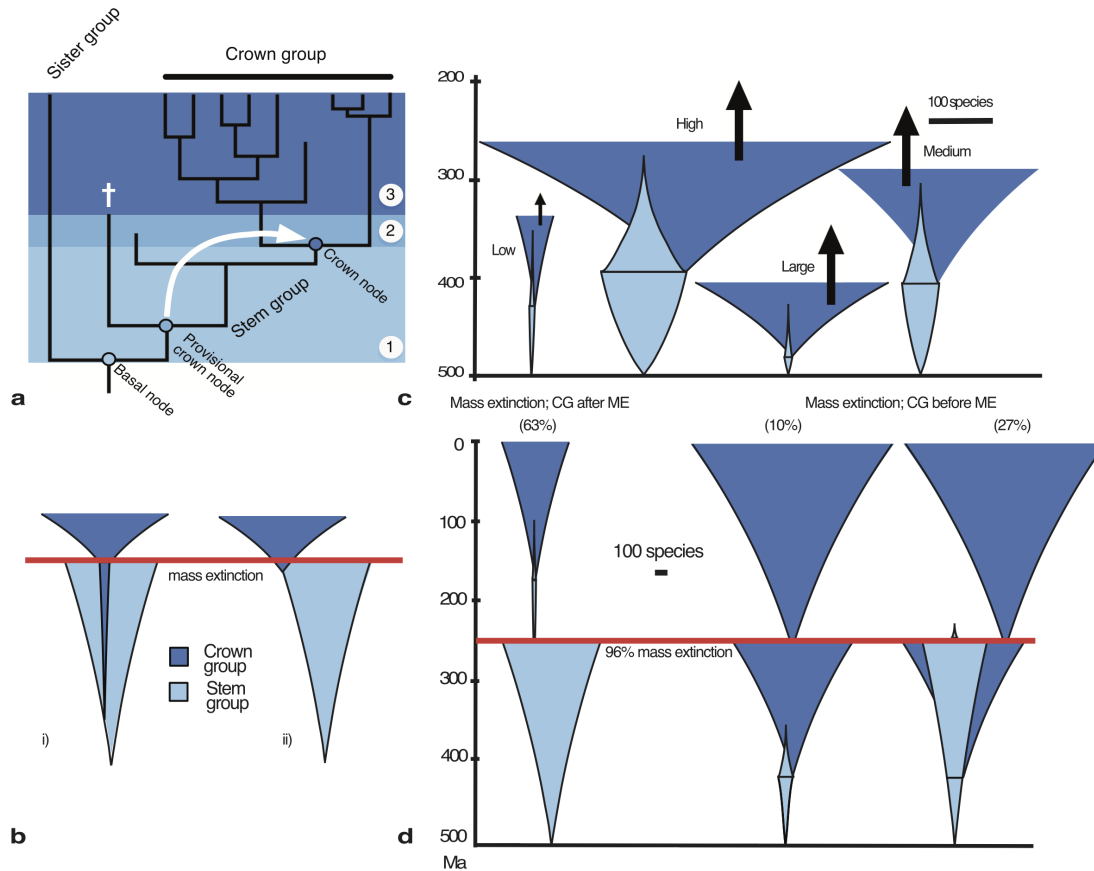 Sister group
Crown group
†
3
2
Crown node
Stem group
Provisional
crown node
1
Basal node
a
200
300
400
500
High
100 species
Medium
Low
Large
c
mass extinction
Crown
group
Stem
group
i)
ii)
b
Mass extinction; CG after ME
(63%)
Mass extinction; CG before ME
(10%)
(27%)
0
100
200
300
400
500
Ma
100 species
96% mass extinction
d